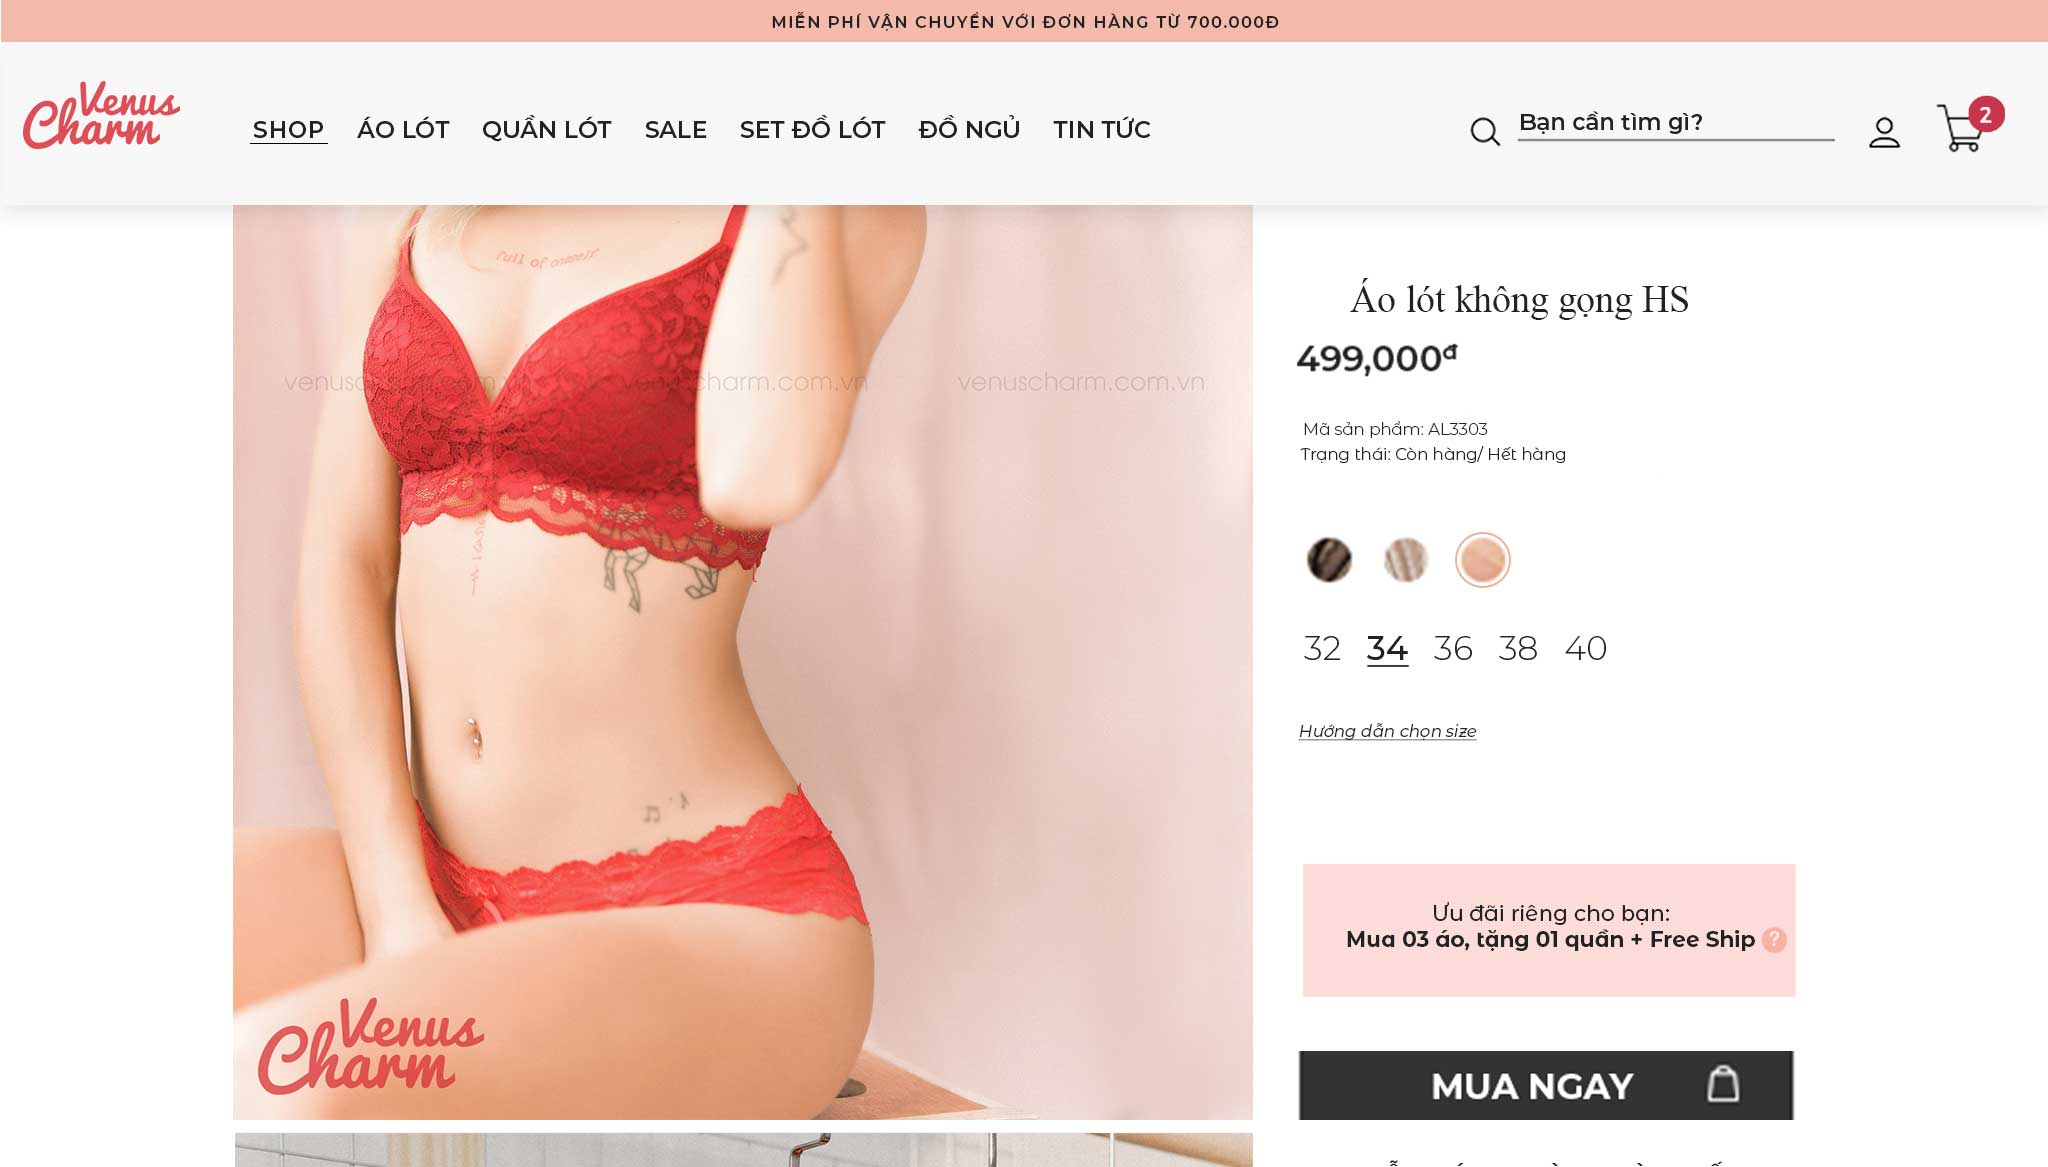 MIỄN PHÍ VẬN CHUYỂN VỚI ĐƠN HÀNG TỪ 700.000Đ
Venus Charm
SHOP ÁO LÓT QUẦN LÓT SALE SET ĐỒ LÓT ĐỒ NGỦ TIN TỨC
Bạn cần tìm gì?
2
full of oneself
venuscharm.com.vn venuscharm.com.vn venuscharm.com.vn
Venus Charm
Áo lót không gọng HS
499,000đ
Mã sản phẩm: AL3303
Trạng thái: Còn hàng/ Hết hàng
32 34 36 38 40
Hướng dẫn chọn size
Ưu đãi riêng cho bạn:
Mua 03 áo, tặng 01 quần + Free Ship ?
MUA NGAY